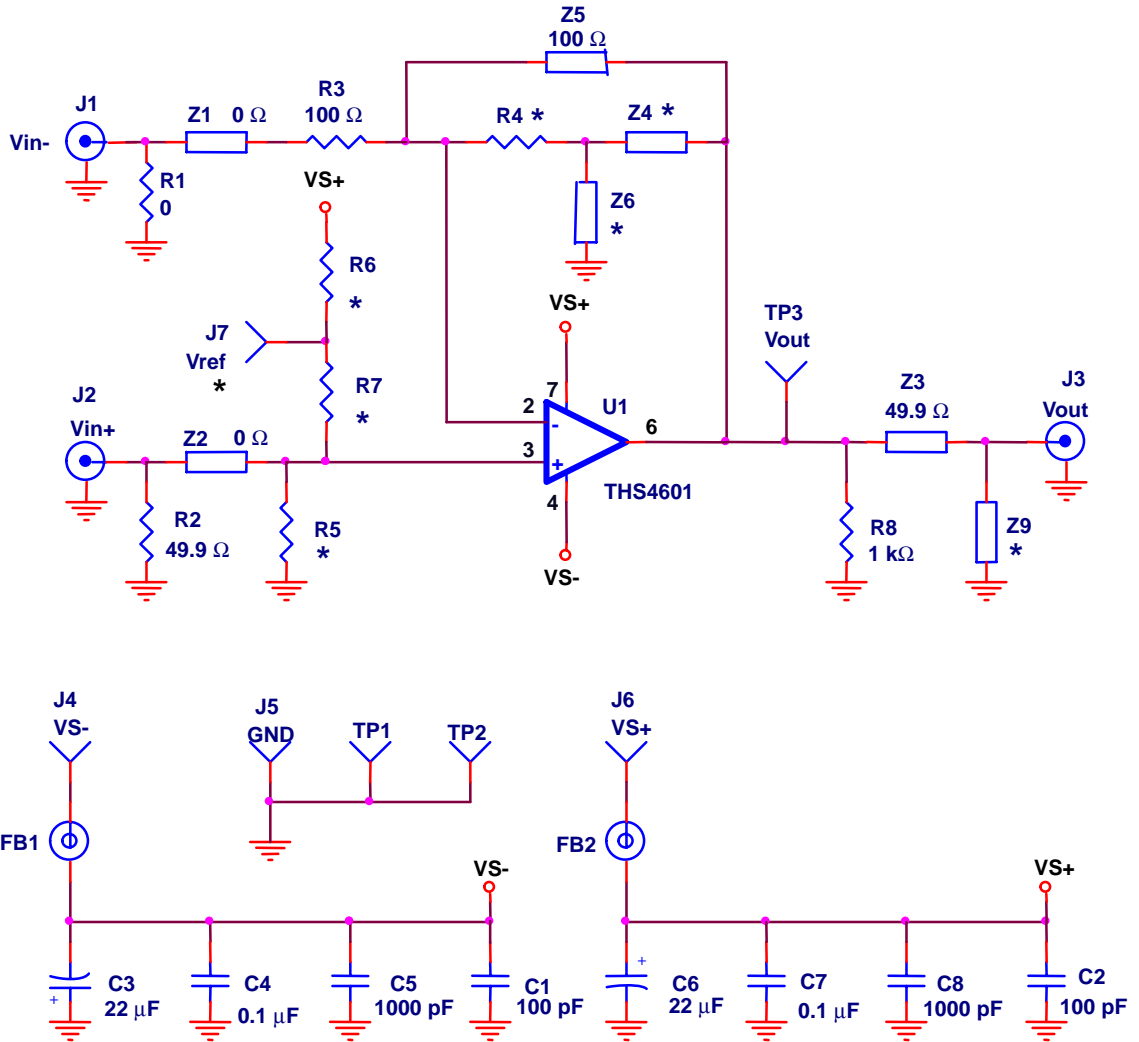 Z5
100 Ω
J1
Vin-
Z1 0 Ω
R3
100 Ω
R4 *
Z4 *
R1
0
VS+
Z6
*
R6
*
VS+
J7
Vref
*
R7
*
TP3
Vout
J2
Vin+
Z2 0 Ω
2
7
U1
-
3
+
6
4
THS4601
VS-
Z3
49.9 Ω
J3
Vout
R2
49.9 Ω
R5
*
R8
1 kΩ
Z9
*
J4
VS-
J5
GND
TP1
TP2
J6
VS+
FB1
FB2
VS-
VS+
+
C3
22 μF
C4
0.1 μF
C5
1000 pF
C1
100 pF
+
C6
22 μF
C7
0.1 μF
C8
1000 pF
C2
100 pF